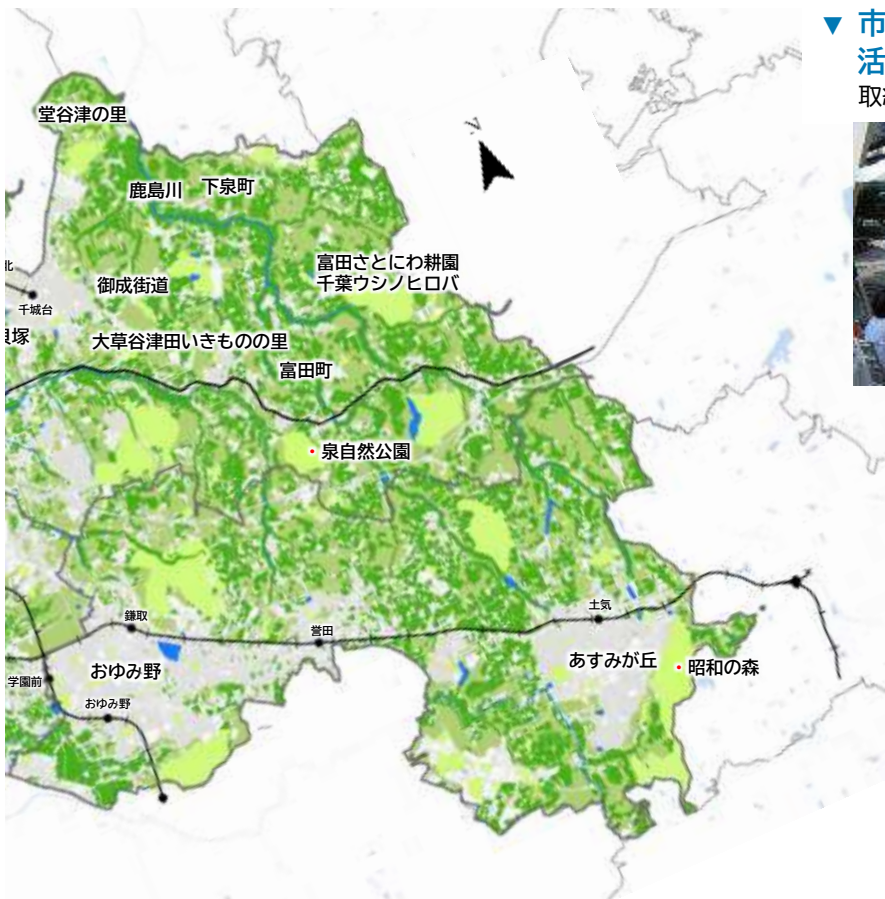 ▼ 市
活
取
堂谷津の里
鹿島川
下泉町
富田さとにわ耕園
千葉ウシノヒロバ
北
御成街道
千城台
貝塚
大草谷津田いきものの里
富田町
泉自然公園
鎌取
誉田
土気
おゆみ野
あすみが丘
昭和の森
学園前
おゆみ野